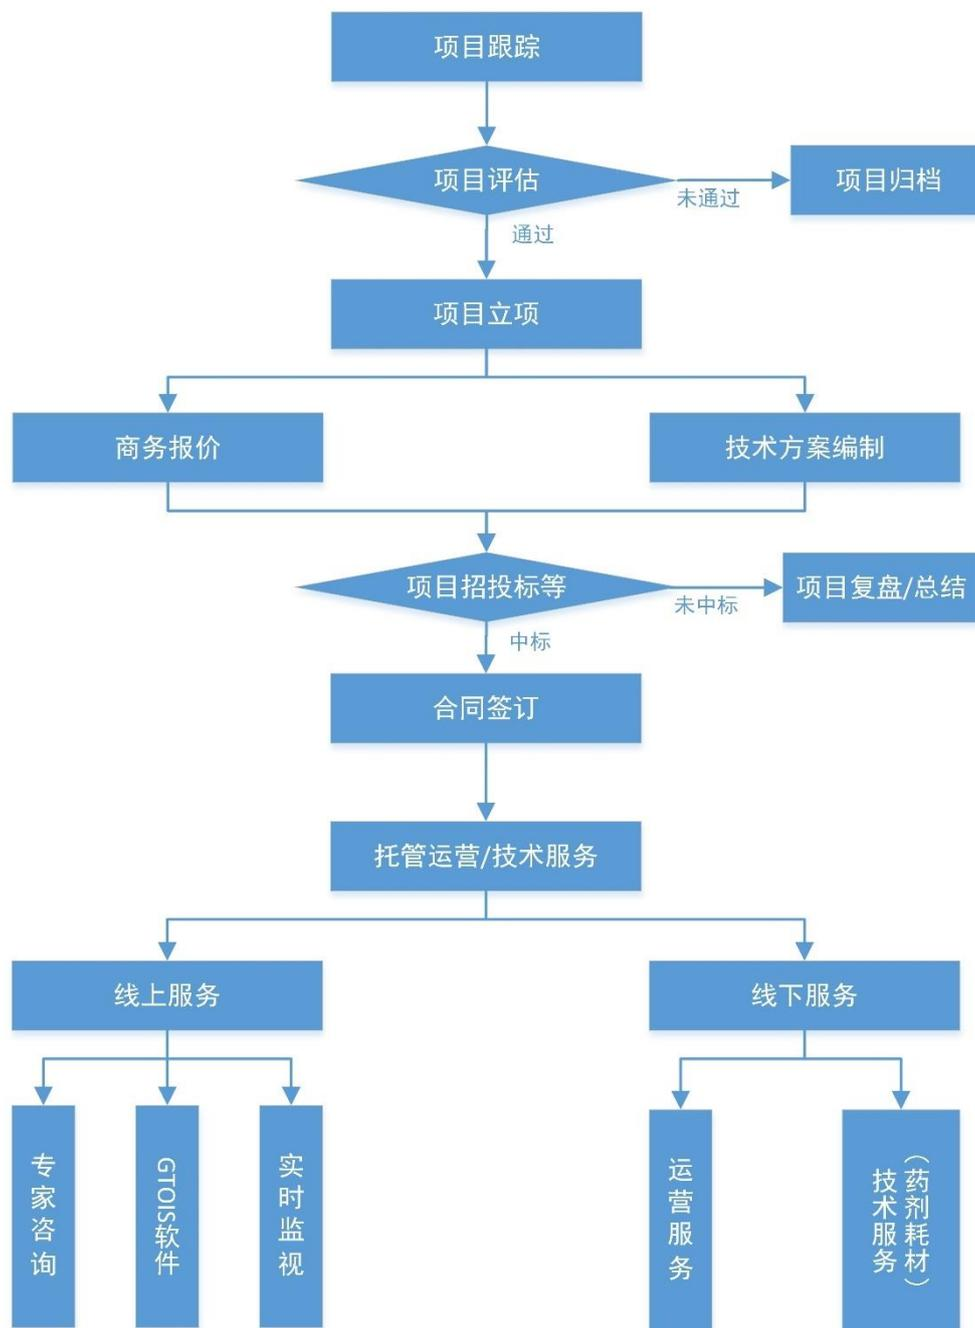 项目跟踪
项目评估
未通过
项目归档
通过
项目立项
商务报价
技术方案编制
项目招投标等
未中标
项目复盘/总结
中标
合同签订
托管运营/技术服务
线上服务
线下服务
专家咨询
GTOIS软件
实时监视
运营服务
技术服务
（药剂耗材）